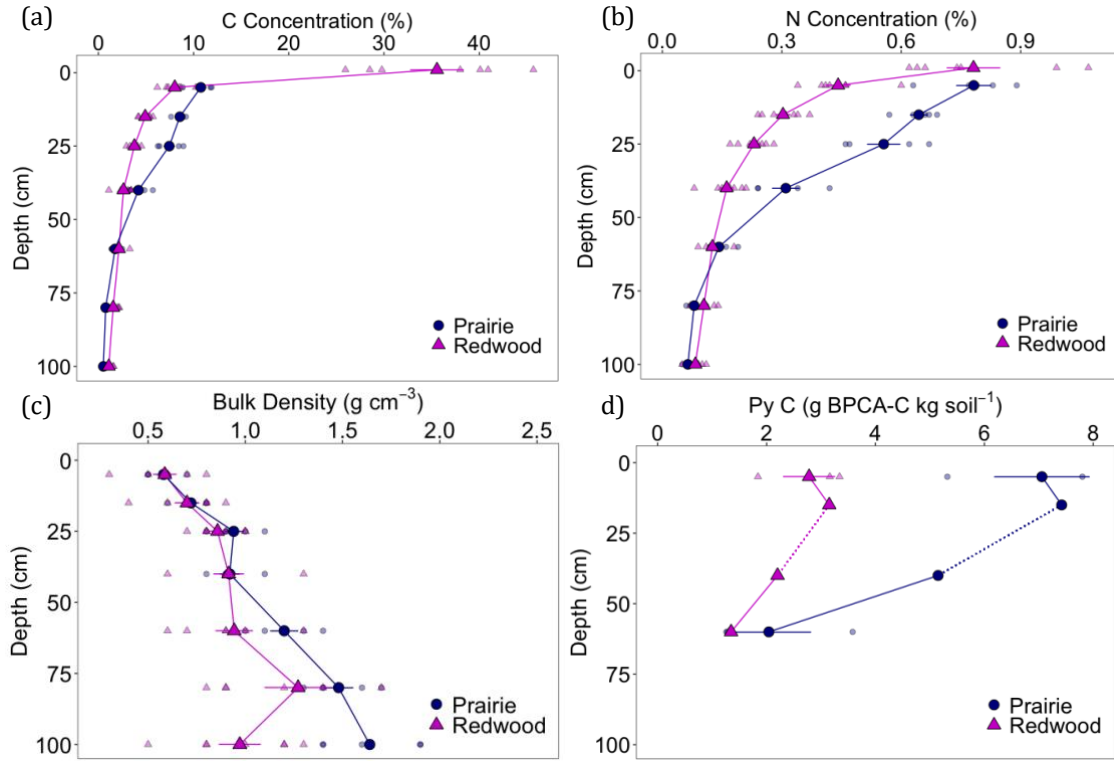 (a) C Concentration (%)
0 10 20 30 40
0
25
50
75
100
Depth (cm)
Prairie
Redwood
(b) N Concentration (%)
0.0 0.3 0.6 0.9
0
25
50
75
100
Depth (cm)
Prairie
Redwood
(c) Bulk Density (g cm⁻³)
0.5 1.0 1.5 2.0 2.5
0
25
50
75
100
Depth (cm)
Prairie
Redwood
d) Py C (g BPCA-C kg soil⁻¹)
0 2 4 6 8
0
25
50
75
100
Depth (cm)
Prairie
Redwood